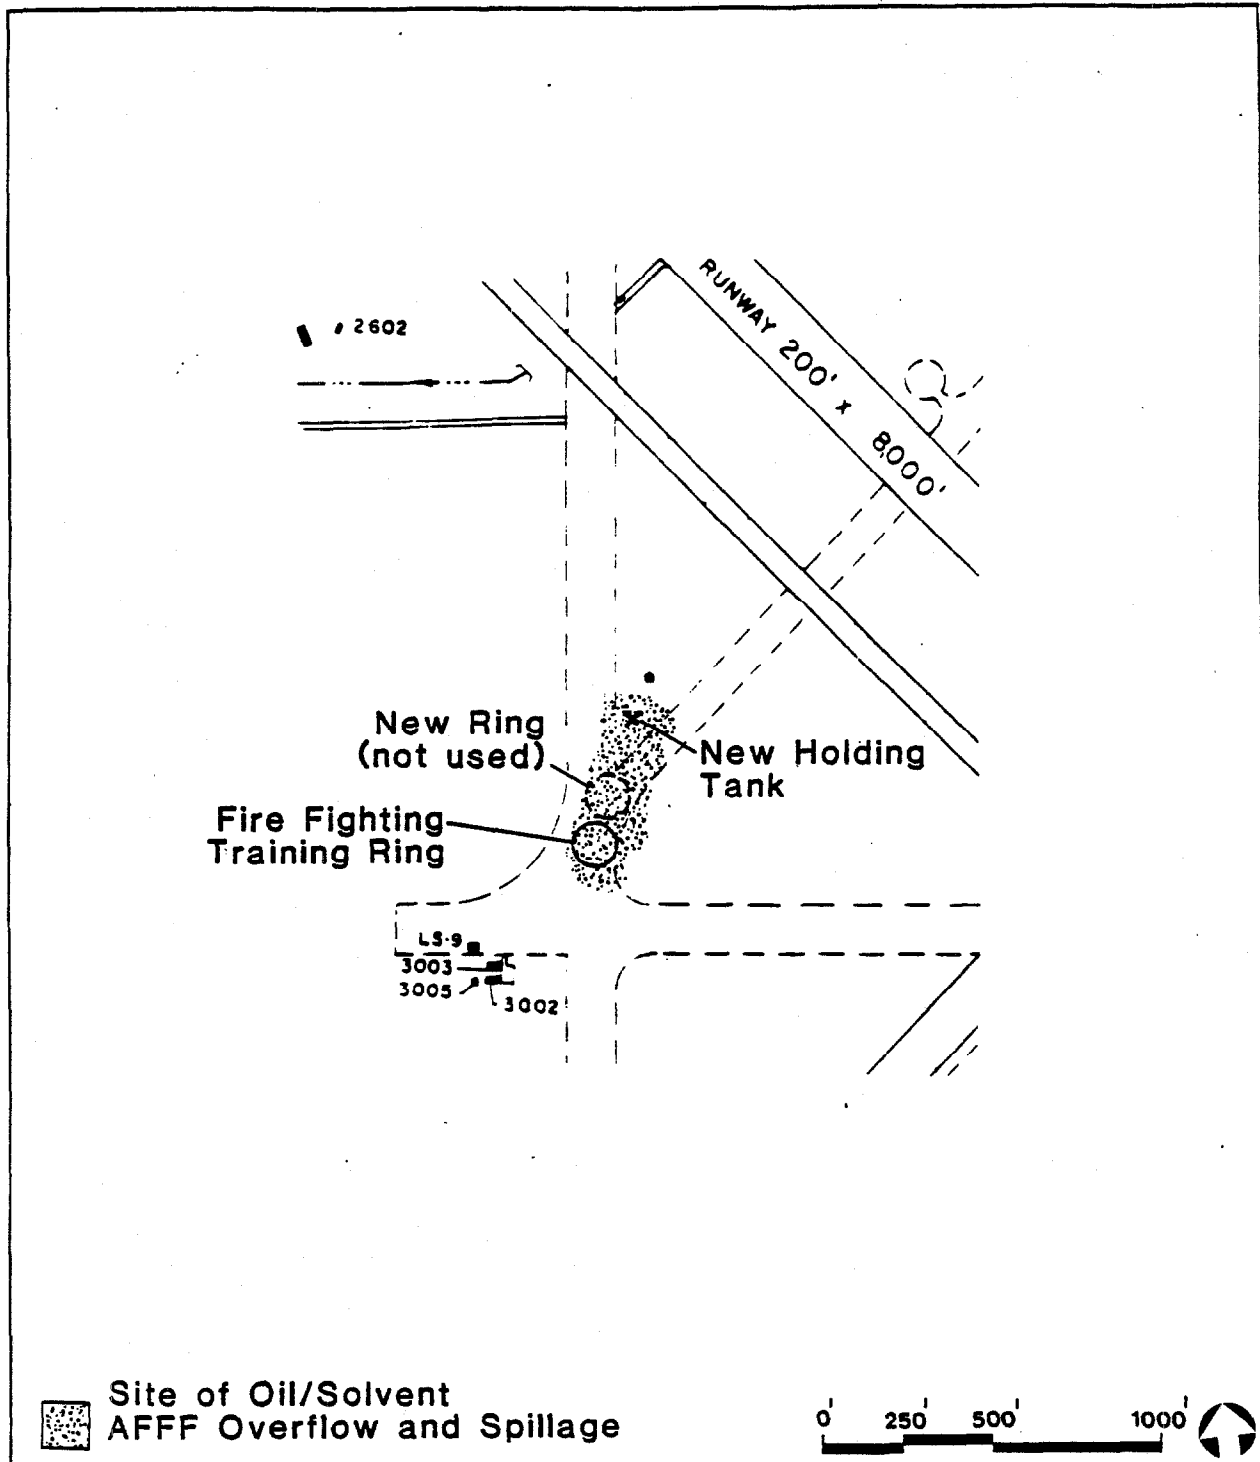 2602
RUNWAY 200' x 8,000'
New Ring
(not used)
New Holding
Tank
Fire Fighting
Training Ring
LS-9
3003
3005
3002
Site of Oil/Solvent
AFFF Overflow and Spillage
0' 250' 500' 1000'